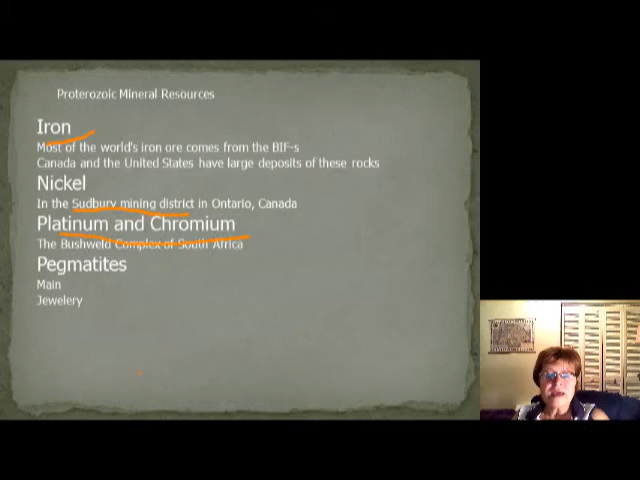 Proterozoic Mineral Resources
Iron
Most of the world's iron ore comes from the BIF-s
Canada and the United States have large deposits of these rocks
Nickel
In the Sudbury mining district in Ontario, Canada
Platinum and Chromium
The Bushweld Complex of South Africa
Pegmatites
Main
Jewelery